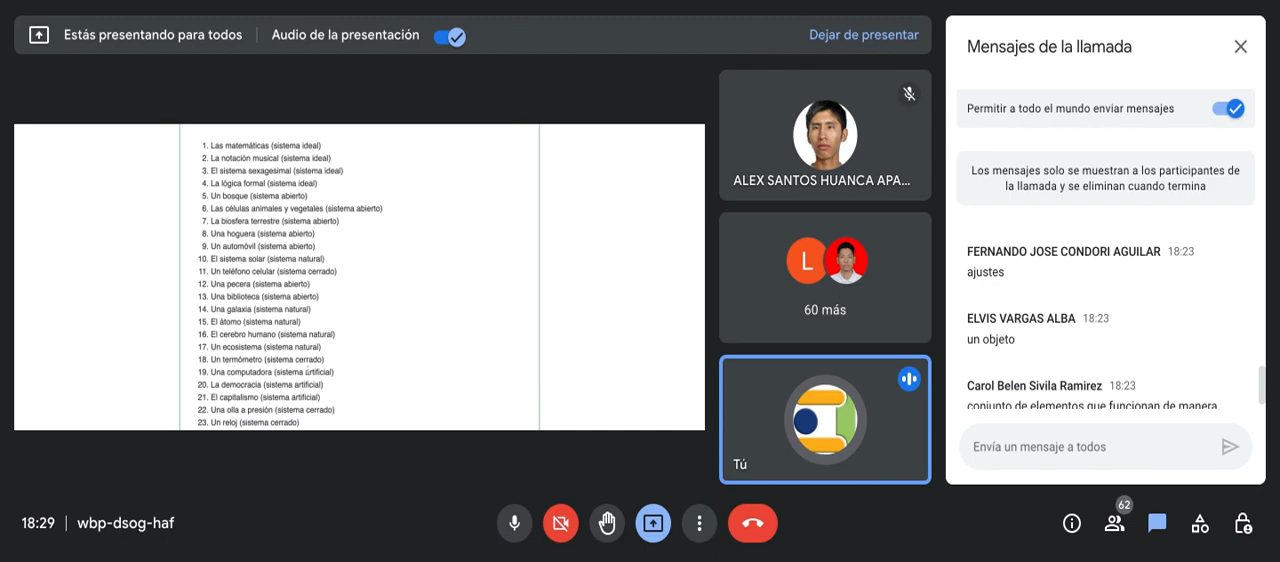 Estás presentando para todos
Audio de la presentación
Dejar de presentar
1. Las matemáticas (sistema ideal)
2. La notación musical (sistema ideal)
3. El sistema sexagesimal (sistema ideal)
4. La lógica formal (sistema ideal)
5. Un bosque (sistema abierto)
6. Las células animales y vegetales (sistema abierto)
7. La biosfera terrestre (sistema abierto)
8. Una hoguera (sistema abierto)
9. Un automóvil (sistema abierto)
10. El sistema solar (sistema natural)
11. Un teléfono celular (sistema cerrado)
12. Una pecera (sistema abierto)
13. Una biblioteca (sistema abierto)
14. Una galaxia (sistema natural)
15. El átomo (sistema natural)
16. El cerebro humano (sistema natural)
17. Un ecosistema (sistema natural)
18. Un termómetro (sistema cerrado)
19. Una computadora (sistema artificial)
20. La democracia (sistema artificial)
21. El capitalismo (sistema artificial)
22. Una olla a presión (sistema cerrado)
23. Un reloj (sistema cerrado)
ALEX SANTOS HUANCA APA...
L
60 más
Tú
Mensajes de la llamada
Permitir a todo el mundo enviar mensajes
Los mensajes solo se muestran a los participantes de
la llamada y se eliminan cuando termina
FERNANDO JOSE CONDORI AGUILAR 18:23
ajustes
ELVIS VARGAS ALBA 18:23
un objeto
Carol Belen Sivila Ramirez 18:23
conjunto de elementos que funcionan de manera
Envía un mensaje a todos
18:29 | wbp-dsog-haf
62